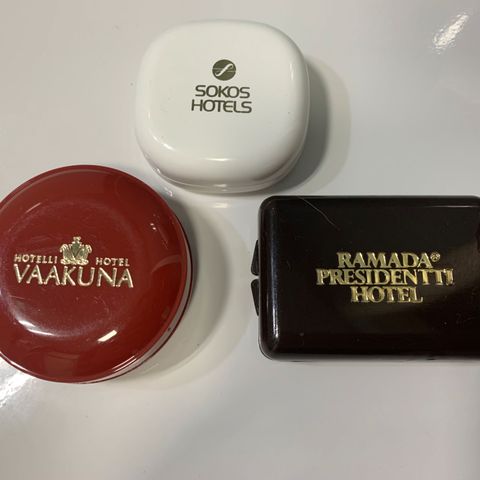 SOKOS
HOTELS
HOTELLI HOTEL
VAAKUNA
RAMADA®
PRESIDENTTI
HOTEL